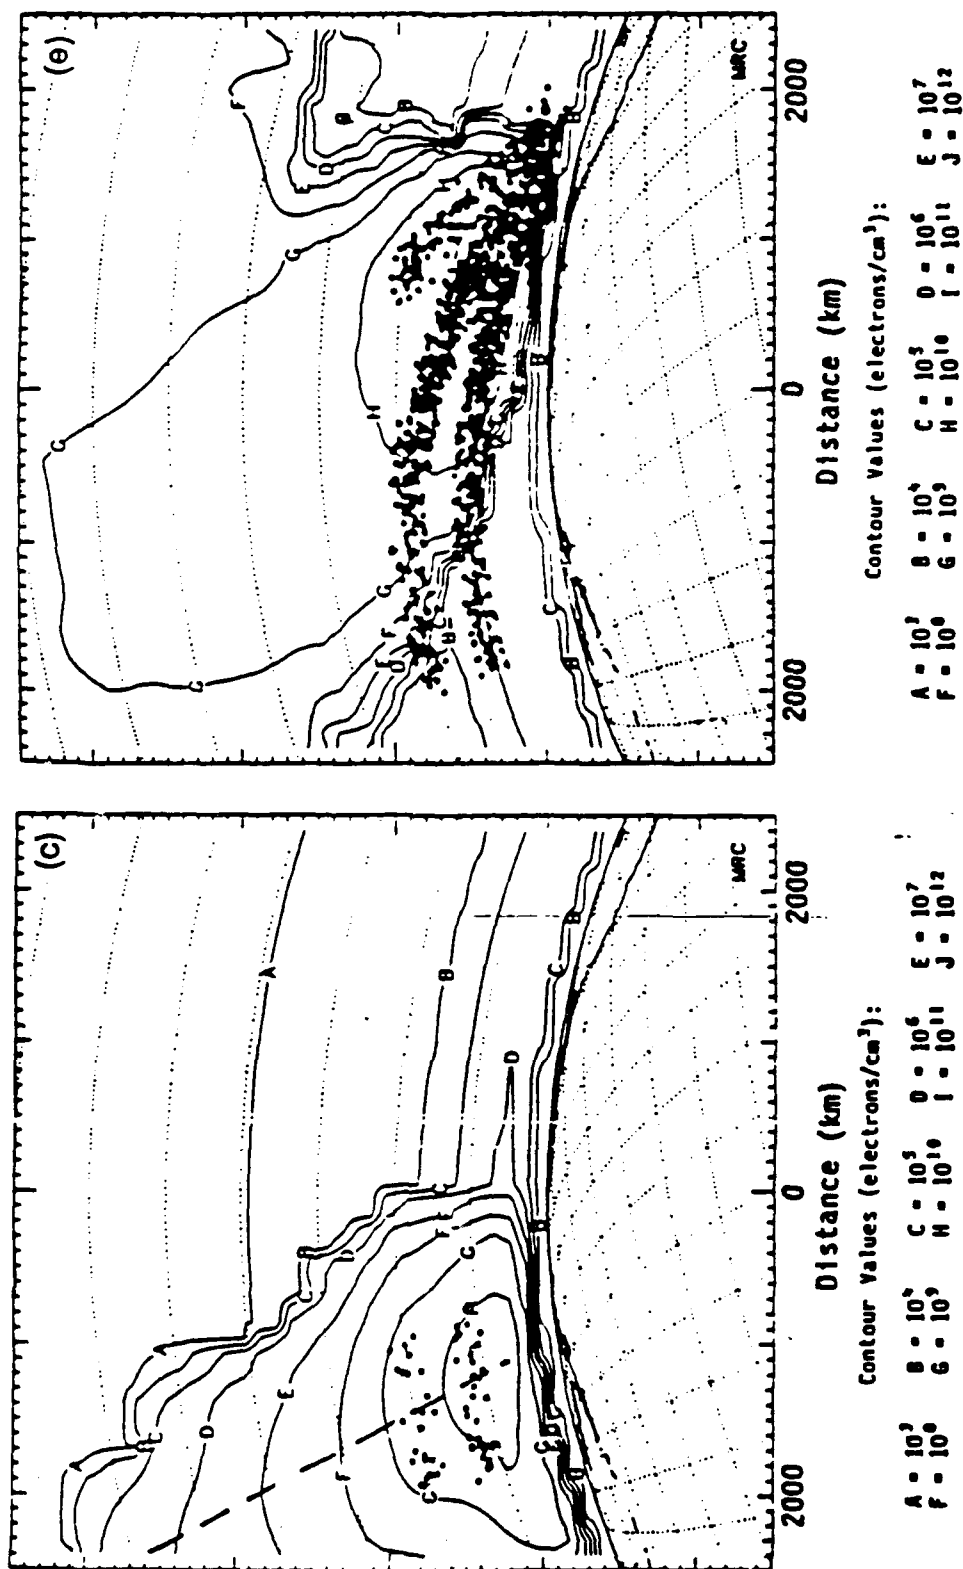 (c)
A
A
B
C
D
A
B
C
D
E
F
G
H
C
B
D
MRC
2000
0
2000
Distance (km)
Contour Values (electrons/cm³):
A = 10³ B = 10⁴ C = 10⁵ D = 10⁶ E = 10⁷
F = 10⁸ G = 10⁹ H = 10¹⁰ I = 10¹¹ J = 10¹²
(e)
G
G
G
G
F
F
E
D
C
B
H
F
D
C
B
B
C
B
B
MRC
2000
0
2000
Distance (km)
Contour Values (electrons/cm³):
B = 10⁴ C = 10⁵ D = 10⁶ E = 10⁷
F = 10⁸ G = 10⁹ H = 10¹⁰ I = 10¹¹ J = 10¹²